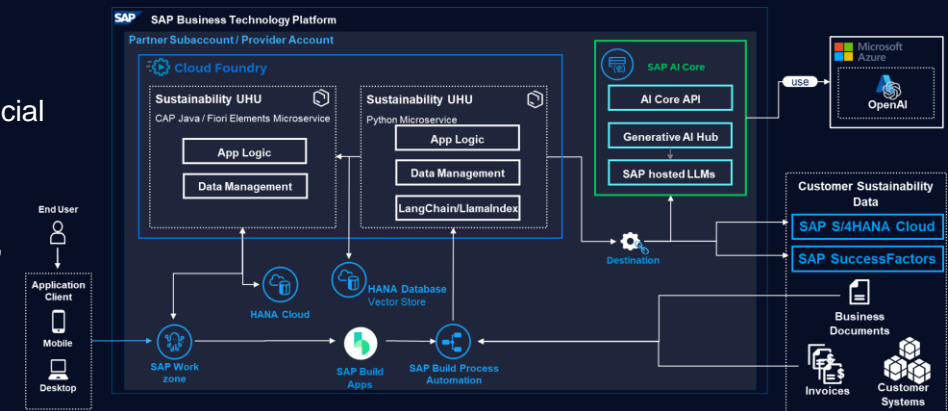 cial
,
SAP
SAP Business Technology Platform
Partner Subaccount / Provider Account
Cloud Foundry
Sustainability UHU
CAP Java / Fiori Elements Microservice
App Logic
Data Management
Sustainability UHU
Python Microservice
App Logic
Data Management
LangChain/LlamaIndex
SAP AI Core
AI Core API
Generative AI Hub
SAP hosted LLMs
use
Microsoft
Azure
OpenAI
End User
Application
Client
Mobile
Desktop
HANA Cloud
HANA Database
Vector Store
Destination
SAP Work
zone
SAP Build
Apps
SAP Build Process
Automation
Customer Sustainability
Data
SAP S/4HANA Cloud
SAP SuccessFactors
Business
Documents
Invoices
Customer
Systems